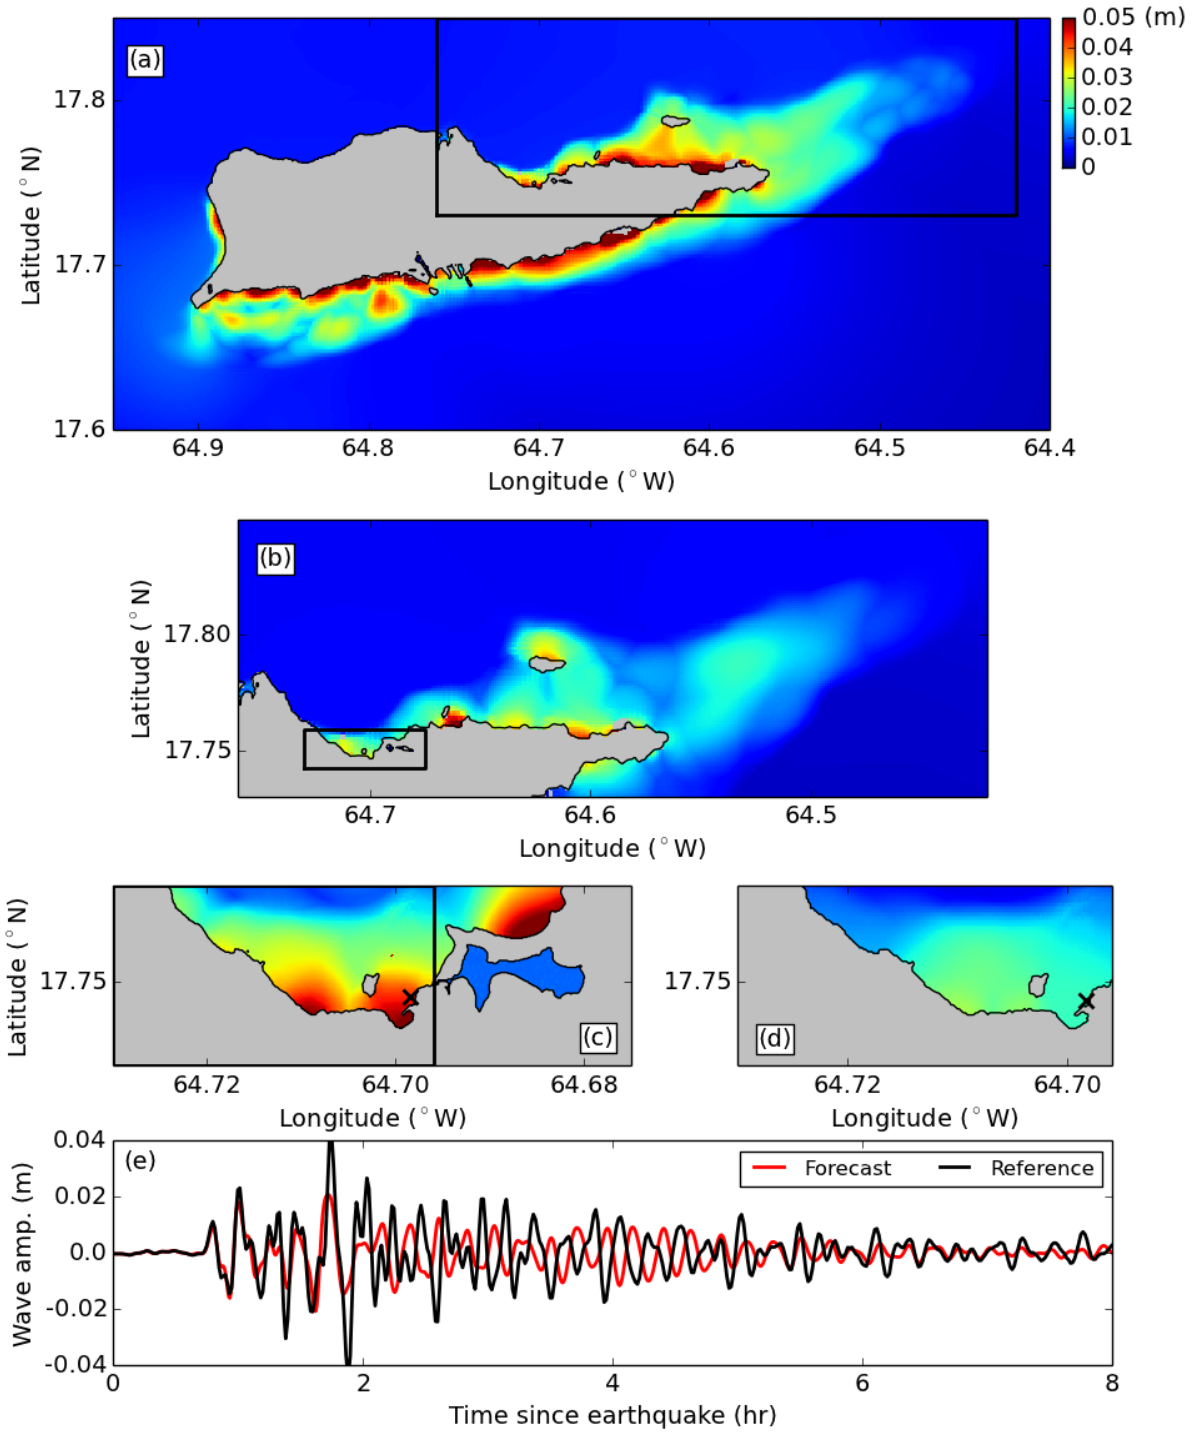 (a)
0.05 (m)
0.04
0.03
0.02
0.01
0
17.8
17.7
17.6
Latitude (°N)
64.9 64.8 64.7 64.6 64.5 64.4
Longitude (°W)
(b)
17.80
17.75
Latitude (°N)
64.7 64.6 64.5
Longitude (°W)
Latitude (°N)
17.75
(c)
64.72 64.70 64.68
Longitude (°W)
17.75
(d)
64.72 64.70
Longitude (°W)
(e)
Forecast Reference
0.04
0.02
0.0
-0.02
-0.04
Wave amp. (m)
0 2 4 6 8
Time since earthquake (hr)